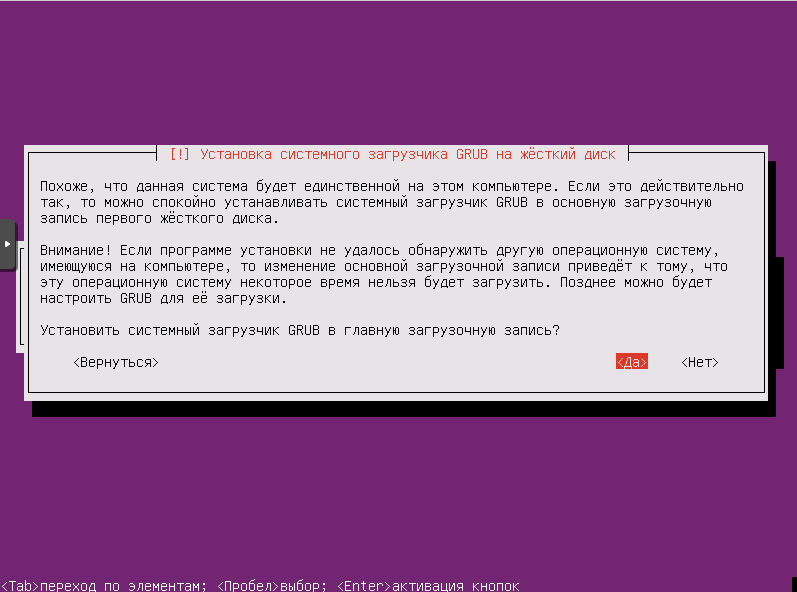 [!] Установка системного загрузчика GRUB на жёсткий диск
Похоже, что данная система будет единственной на этом компьютере. Если это действительно
так, то можно спокойно устанавливать системный загрузчик GRUB в основную загрузочную
запись первого жёсткого диска.
Внимание! Если программе установки не удалось обнаружить другую операционную систему,
имеющуюся на компьютере, то изменение основной загрузочной записи приведёт к тому, что
эту операционную систему некоторое время нельзя будет загрузить. Позднее можно будет
настроить GRUB для её загрузки.
Установить системный загрузчик GRUB в главную загрузочную запись?
<Вернуться> <Да> <Нет>
<Tab>переход по элементам; <Пробел>выбор; <Enter>активация кнопок